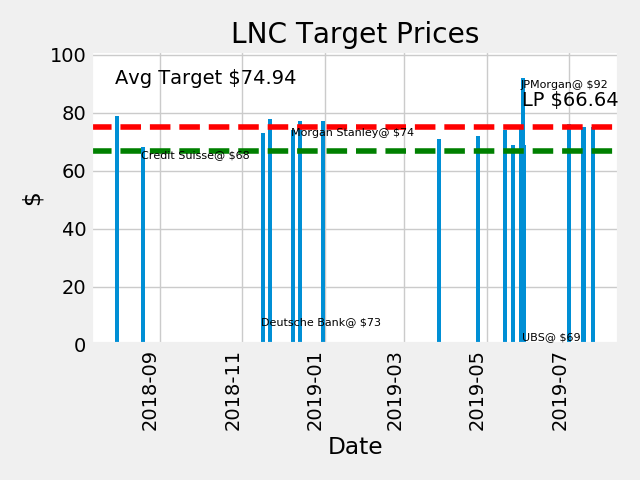 LNC Target Prices
Avg Target $74.94
JPMorgan@ $92
LP $66.64
Morgan Stanley@ $74
Credit Suisse@ $68
Deutsche Bank@ $73
UBS@ $69
100
80
60
40
20
0
$
2018-09
2018-11
2019-01
2019-03
2019-05
2019-07
Date